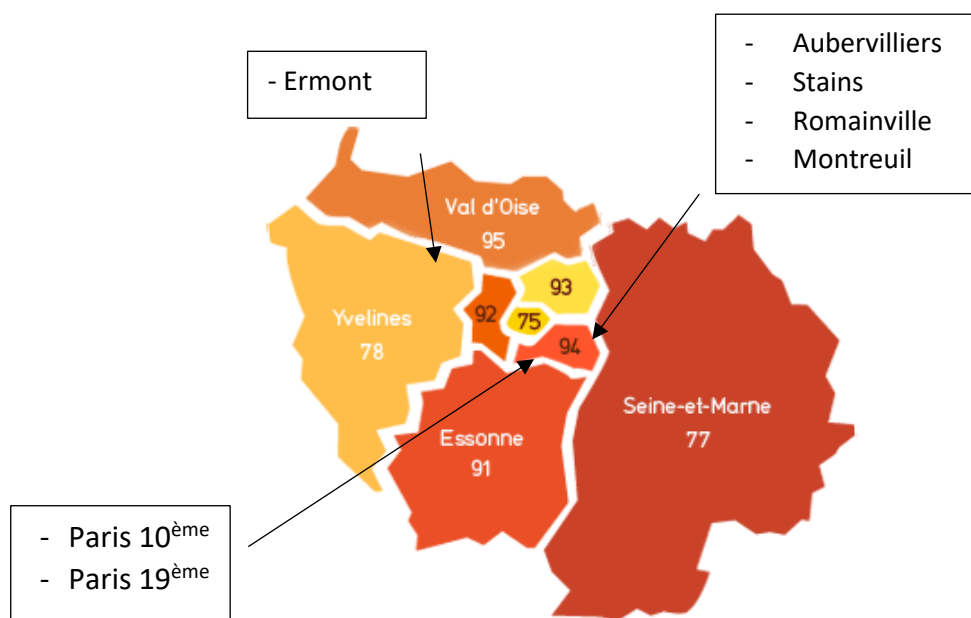 - Ermont
- Aubervilliers
- Stains
- Romainville
- Montreuil
Val d'Oise
95
93
92
75
Yvelines
78
94
Seine-et-Marne
77
Essonne
91
- Paris 10ème
- Paris 19ème